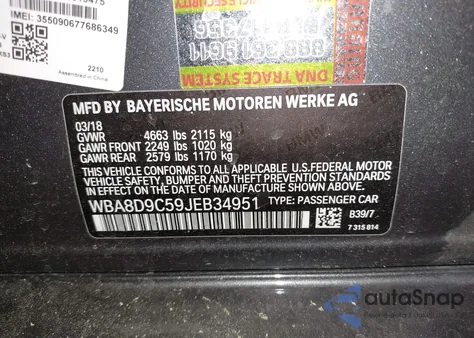 IMEI: 355090677686349
2210
Assembled in China
DNA TRACE SYSTEM
MFD BY BAYERISCHE MOTOREN WERKE AG
03/18
GVWR 4663 lbs 2115 kg
GAWR FRONT 2249 lbs 1020 kg
GAWR REAR 2579 lbs 1170 kg
THIS VEHICLE CONFORMS TO ALL APPLICABLE U.S.FEDERAL MOTOR
VEHICLE SAFETY, BUMPER, AND THEFT PREVENTION STANDARDS
IN EFFECT ON THE DATE OF MANUFACTURE SHOWN ABOVE.
WBA8D9C59JEB34951 TYPE: PASSENGER CAR
B39/7
7 315 814
autoSnap